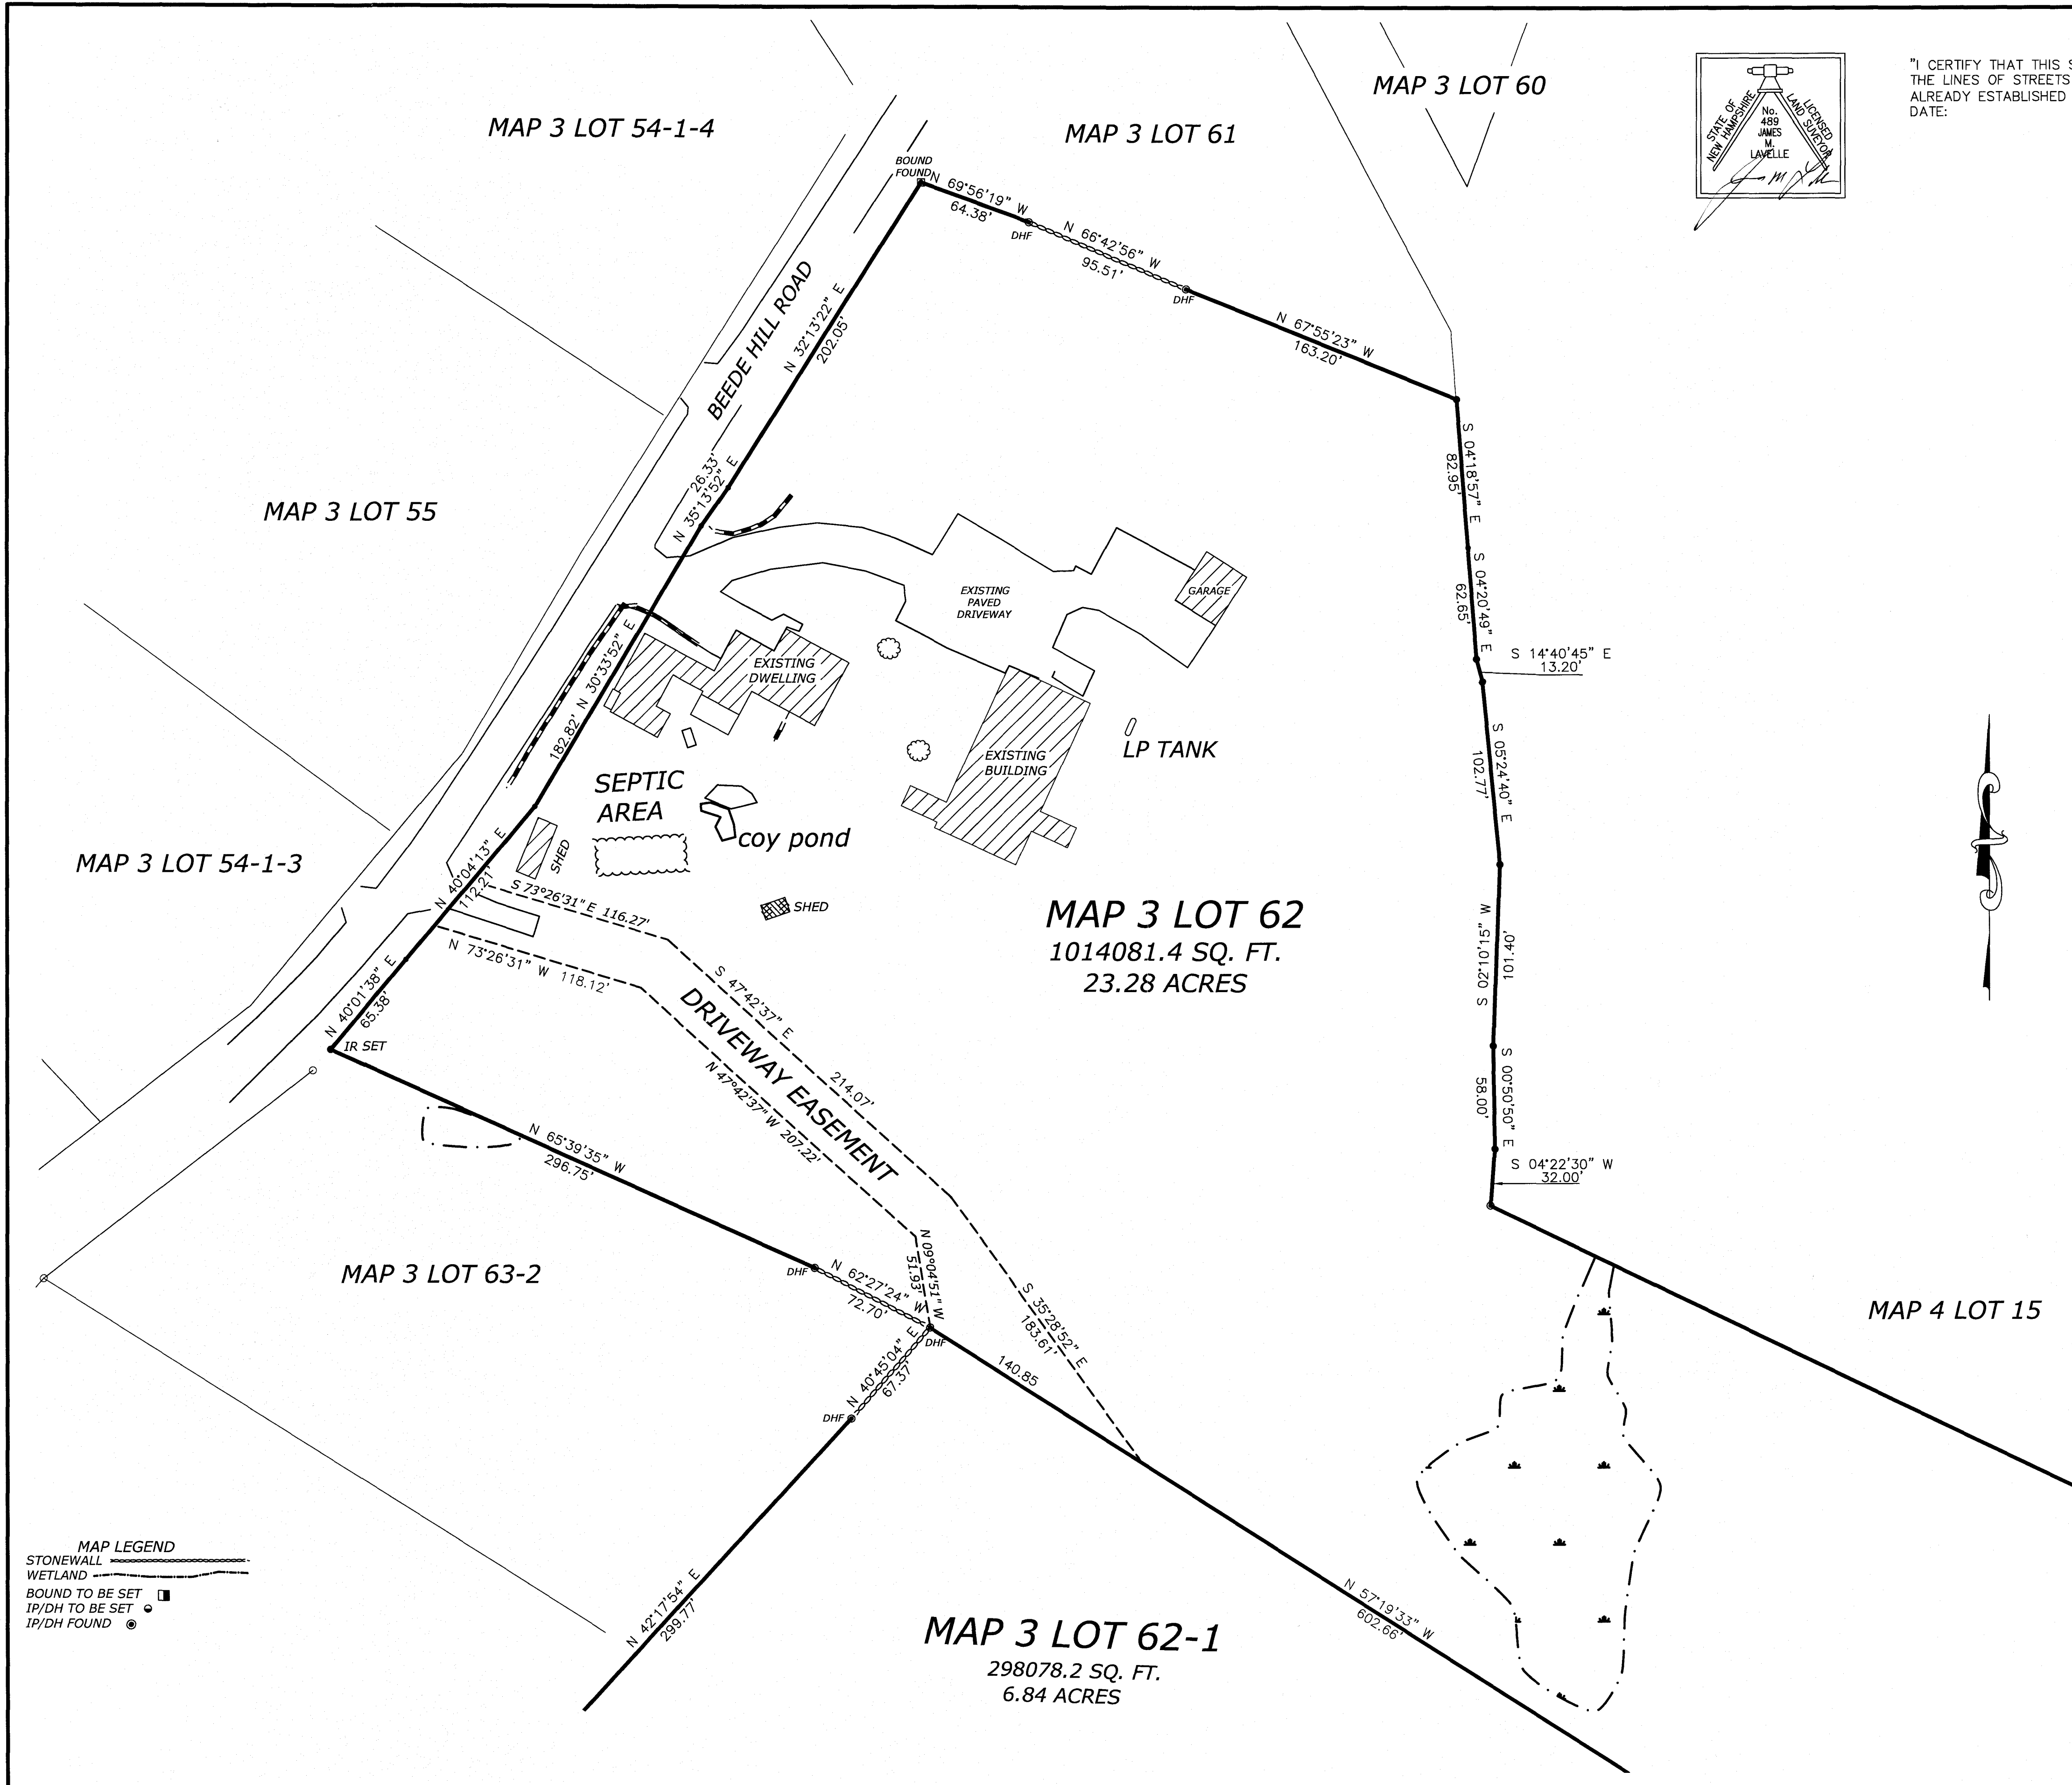 MAP 3 LOT 60
"I CERTIFY THAT THIS S
THE LINES OF STREETS
ALREADY ESTABLISHED
DATE:
STATE OF
NEW HAMPSHIRE
LICENSED
LAND SUVEYOR
No.
489
JAMES
M.
LAVELLE
MAP 3 LOT 54-1-4
MAP 3 LOT 61
BOUND
FOUND
N 69°56'19" W
64.38'
DHF
N 66°42'56" W
95.51'
DHF
N 67°55'23" W
163.20'
BEEDE HILL ROAD
N 32°13'22" E
202.05'
26.33'
N 35°13'52" E
S 04°18'57" E
82.95'
S 04°20'49" E
62.65'
S 14°40'45" E
13.20'
S 05°24'40" E
102.77'
S 02°01'15" W
101.40'
S 00°50'50" E
58.00'
S 04°22'30" W
32.00'
MAP 3 LOT 55
EXISTING
PAVED
DRIVEWAY
GARAGE
182.82' N 30°33'52" E
EXISTING
DWELLING
EXISTING
BUILDING
LP TANK
SEPTIC
AREA
coy pond
SHED
SHED
MAP 3 LOT 54-1-3
N 40°04'13" E
112.21'
S 73°26'31" E 116.27'
N 73°26'31" W 118.12'
N 40°01'38" E
65.38'
IR SET
MAP 3 LOT 62
1014081.4 SQ. FT.
23.28 ACRES
S 47°42'37" E
214.07'
DRIVEWAY EASEMENT
N 47°42'37" W 207.22'
N 65°39'35" W
296.75'
N 09°04'51" W
51.93'
MAP 3 LOT 63-2
DHF
N 62°27'24" W
72.70'
DHF
N 40°45'04" E
67.37'
DHF
140.85
S 35°28'52" E
183.61'
MAP 4 LOT 15
N 42°17'54" E
299.77'
N 57°19'33" W
602.66'
MAP 3 LOT 62-1
298078.2 SQ. FT.
6.84 ACRES
MAP LEGEND
STONEWALL
WETLAND
BOUND TO BE SET
IP/DH TO BE SET
IP/DH FOUND